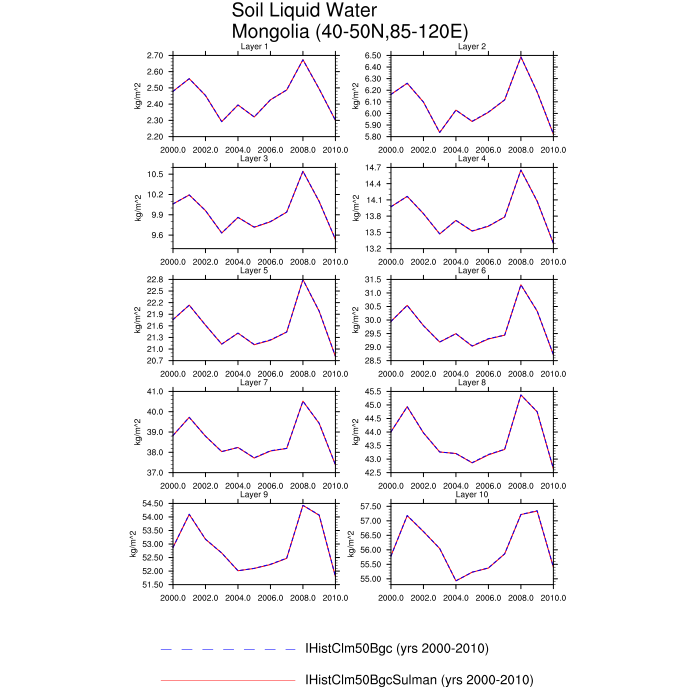 Soil Liquid Water
Mongolia (40-50N,85-120E)
Layer 1
kg/m^2
2.70
2.60
2.50
2.40
2.30
2.20
2000.0 2002.0 2004.0 2006.0 2008.0 2010.0
Layer 2
kg/m^2
6.50
6.40
6.30
6.20
6.10
6.00
5.90
5.80
2000.0 2002.0 2004.0 2006.0 2008.0 2010.0
Layer 3
kg/m^2
10.5
10.2
9.9
9.6
2000.0 2002.0 2004.0 2006.0 2008.0 2010.0
Layer 4
kg/m^2
14.7
14.4
14.1
13.8
13.5
13.2
2000.0 2002.0 2004.0 2006.0 2008.0 2010.0
Layer 5
kg/m^2
22.8
22.5
22.2
21.9
21.6
21.3
21.0
20.7
2000.0 2002.0 2004.0 2006.0 2008.0 2010.0
Layer 6
kg/m^2
31.5
31.0
30.5
30.0
29.5
29.0
28.5
2000.0 2002.0 2004.0 2006.0 2008.0 2010.0
Layer 7
kg/m^2
41.0
40.0
39.0
38.0
37.0
2000.0 2002.0 2004.0 2006.0 2008.0 2010.0
Layer 8
kg/m^2
45.5
45.0
44.5
44.0
43.5
43.0
42.5
2000.0 2002.0 2004.0 2006.0 2008.0 2010.0
Layer 9
kg/m^2
54.50
54.00
53.50
53.00
52.50
52.00
51.50
2000.0 2002.0 2004.0 2006.0 2008.0 2010.0
Layer 10
kg/m^2
57.50
57.00
56.50
56.00
55.50
55.00
2000.0 2002.0 2004.0 2006.0 2008.0 2010.0
IHistClm50Bgc (yrs 2000-2010)
IHistClm50BgcSulman (yrs 2000-2010)